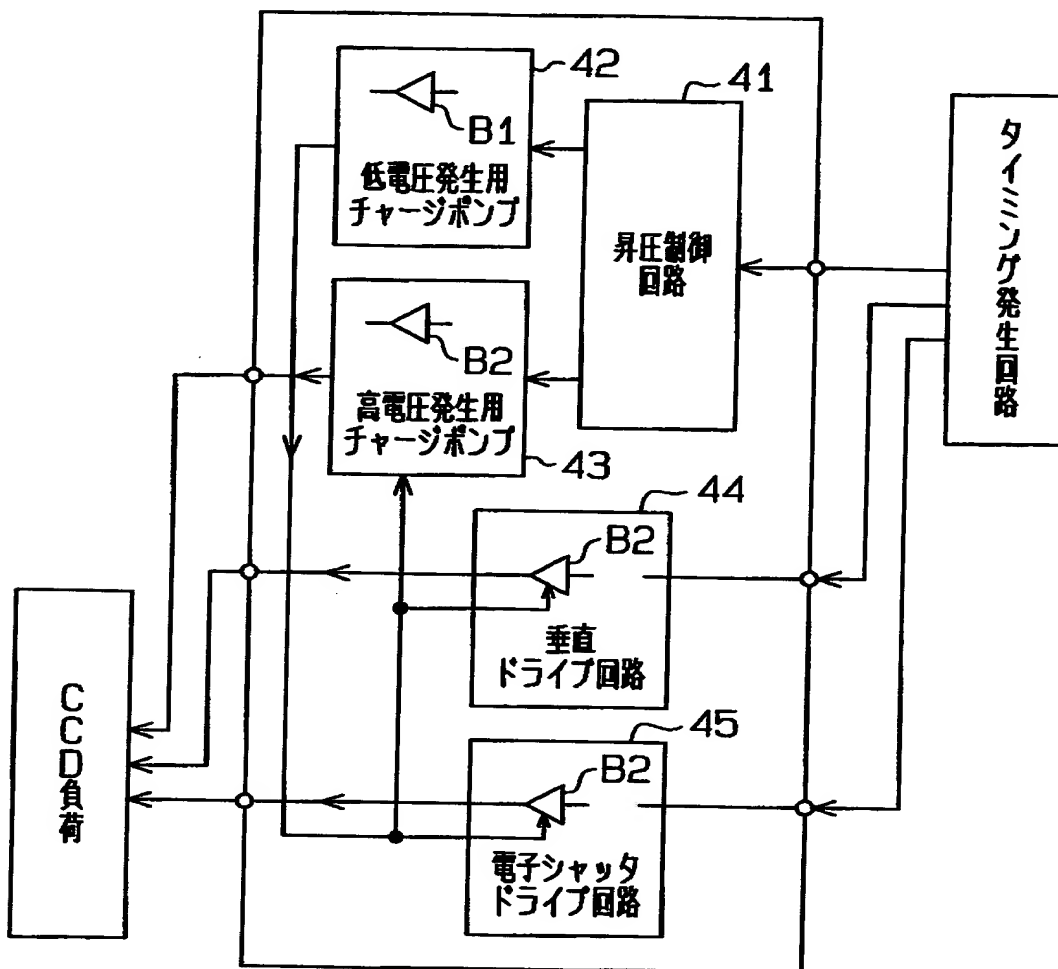 42
B1
低電圧発生用
チャージポンプ
41
昇圧制御
回路
タイミング発生回路
B2
高電圧発生用
チャージポンプ
43
44
B2
垂直
ドライブ回路
CCD負荷
45
B2
電子シャッタ
ドライブ回路